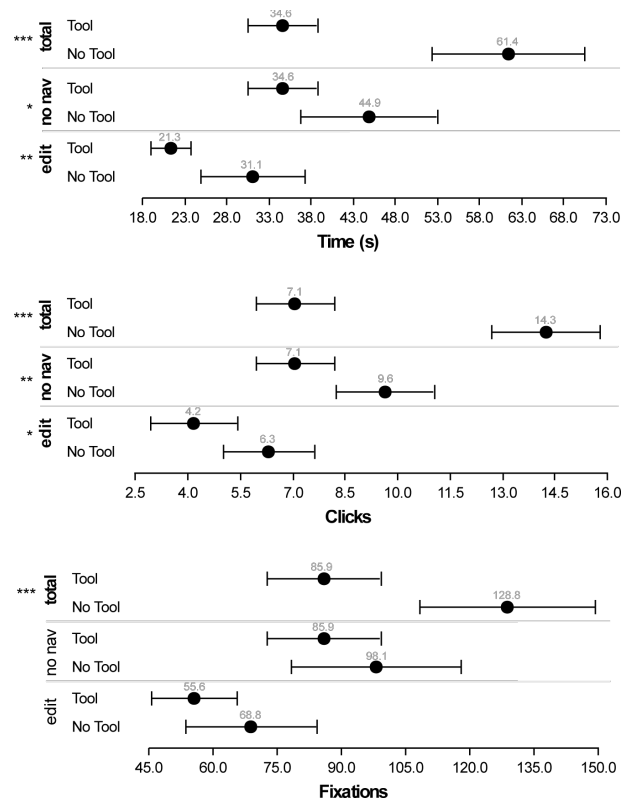 34.6
Tool
*** total
61.4
No Tool
34.6
Tool
* no nav
44.9
No Tool
21.3
Tool
** edit
31.1
No Tool
18.0 23.0 28.0 33.0 38.0 43.0 48.0 53.0 58.0 63.0 68.0 73.0
Time (s)
7.1
Tool
*** total
14.3
No Tool
7.1
Tool
** no nav
9.6
No Tool
4.2
Tool
* edit
6.3
No Tool
2.5 4.0 5.5 7.0 8.5 10.0 11.5 13.0 14.5 16.0
Clicks
85.9
Tool
*** total
128.8
No Tool
85.9
Tool
no nav
98.1
No Tool
55.6
Tool
edit
68.8
No Tool
45.0 60.0 75.0 90.0 105.0 120.0 135.0 150.0
Fixations